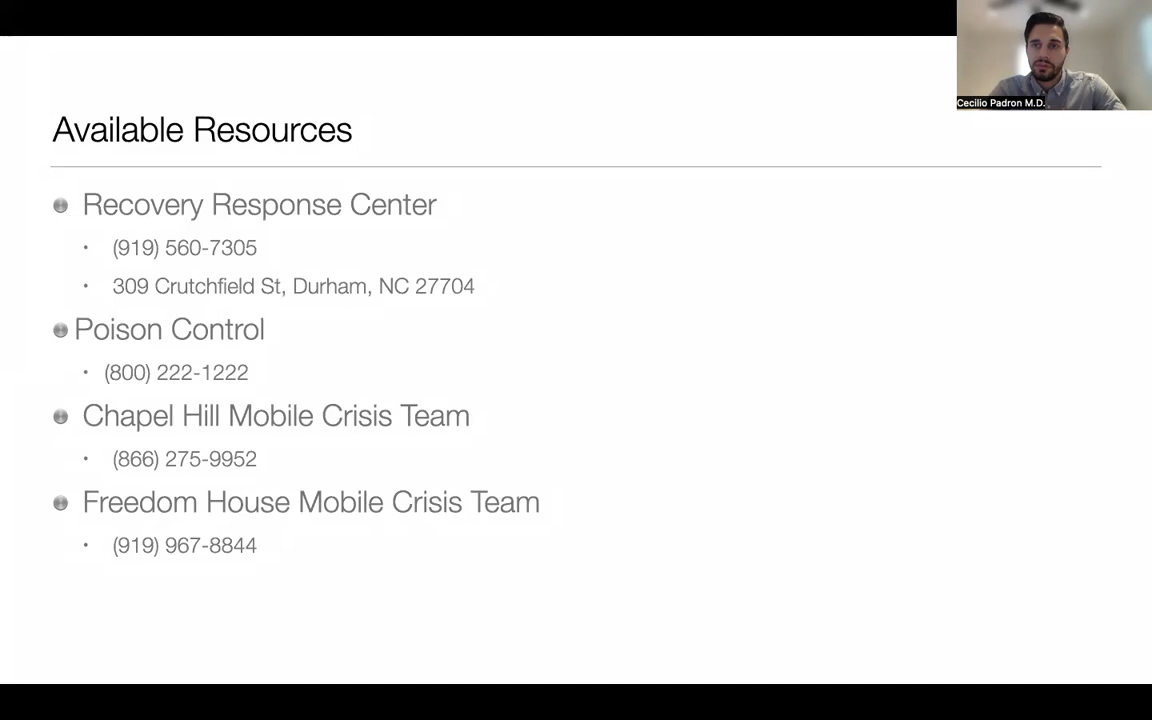 Cecilio Padron M.D.
Available Resources
Recovery Response Center
(919) 560-7305
309 Crutchfield St, Durham, NC 27704
Poison Control
(800) 222-1222
Chapel Hill Mobile Crisis Team
(866) 275-9952
Freedom House Mobile Crisis Team
(919) 967-8844